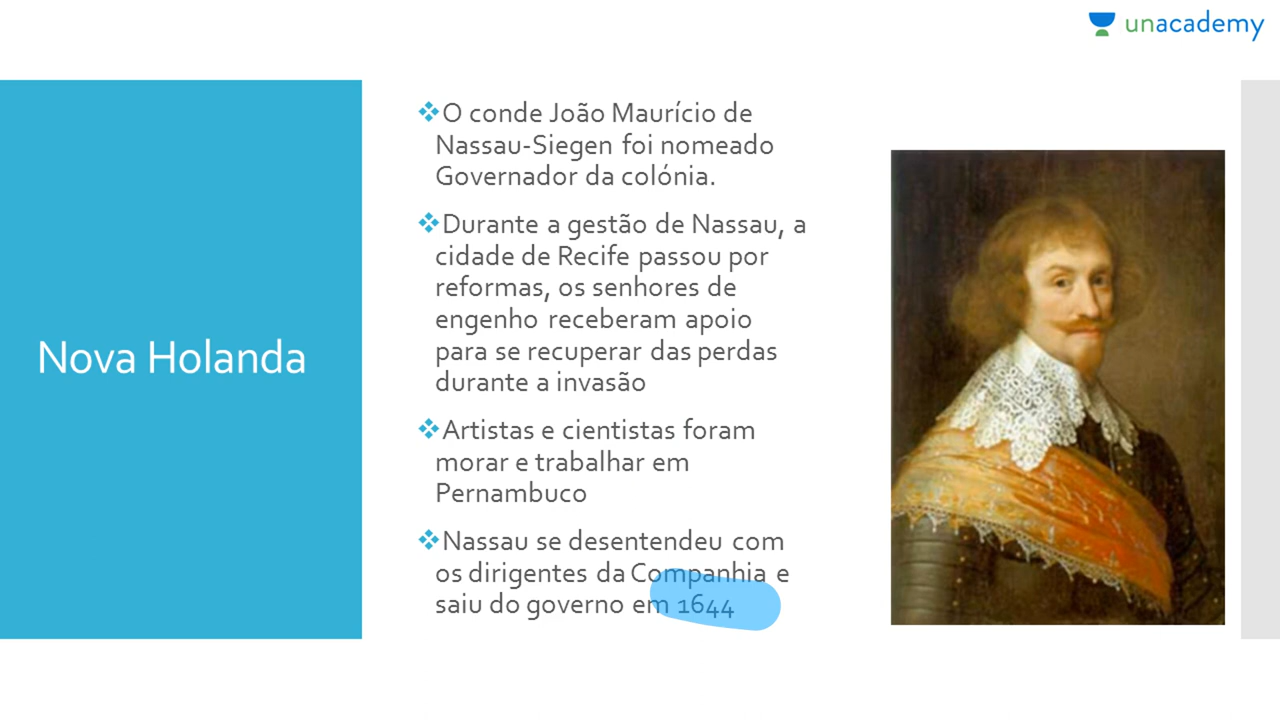 unacademy
Nova Holanda
❖O conde João Maurício de
Nassau-Siegen foi nomeado
Governador da colónia.
❖Durante a gestão de Nassau, a
cidade de Recife passou por
reformas, os senhores de
engenho receberam apoio
para se recuperar das perdas
durante a invasão
❖Artistas e cientistas foram
morar e trabalhar em
Pernambuco
❖Nassau se desentendeu com
os dirigentes da Companhia e
saiu do governo em 1644